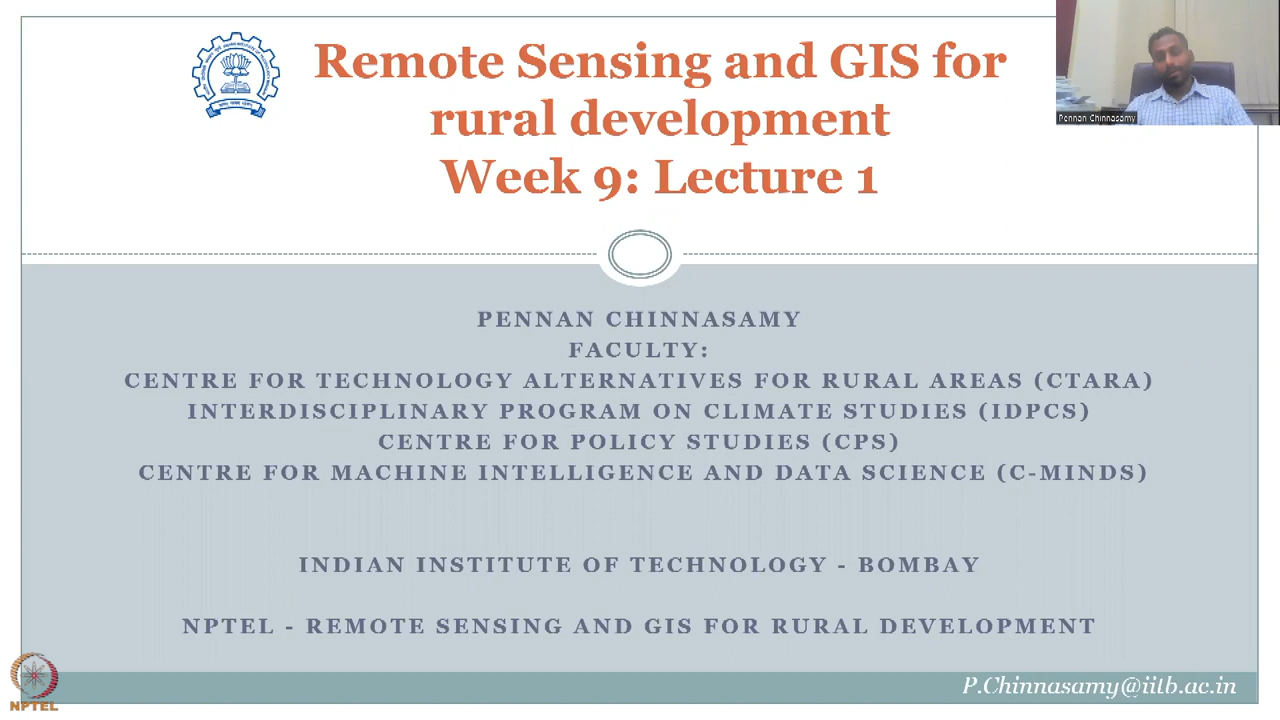 Remote Sensing and GIS for
rural development
Week 9: Lecture 1
Pennan Chinnasamy
PENNAN CHINNASAMY
FACULTY:
CENTRE FOR TECHNOLOGY ALTERNATIVES FOR RURAL AREAS (CTARA)
INTERDISCIPLINARY PROGRAM ON CLIMATE STUDIES (IDPCS)
CENTRE FOR POLICY STUDIES (CPS)
CENTRE FOR MACHINE INTELLIGENCE AND DATA SCIENCE (C-MINDS)
INDIAN INSTITUTE OF TECHNOLOGY - BOMBAY
NPTEL - REMOTE SENSING AND GIS FOR RURAL DEVELOPMENT
P.Chinnasamy@iitb.ac.in
NPTEL